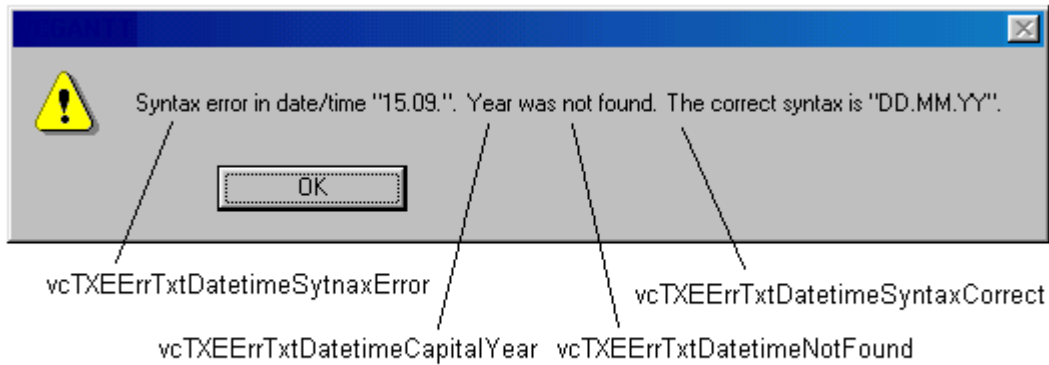 CGANTT
Syntax error in date/time "15.09.". Year was not found. The correct syntax is "DD.MM.YY".
OK
vcTXEErrTxtDatetimeSytnaxError
vcTXEErrTxtDatetimeSyntaxCorrect
vcTXEErrTxtDatetimeCapitalYear vcTXEErrTxtDatetimeNotFound